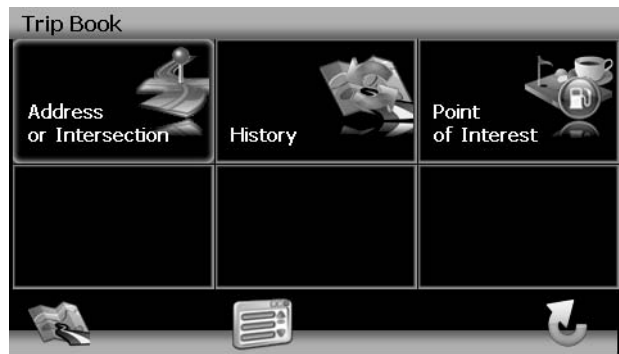 Trip Book
Address
or Intersection
History
Point
of Interest